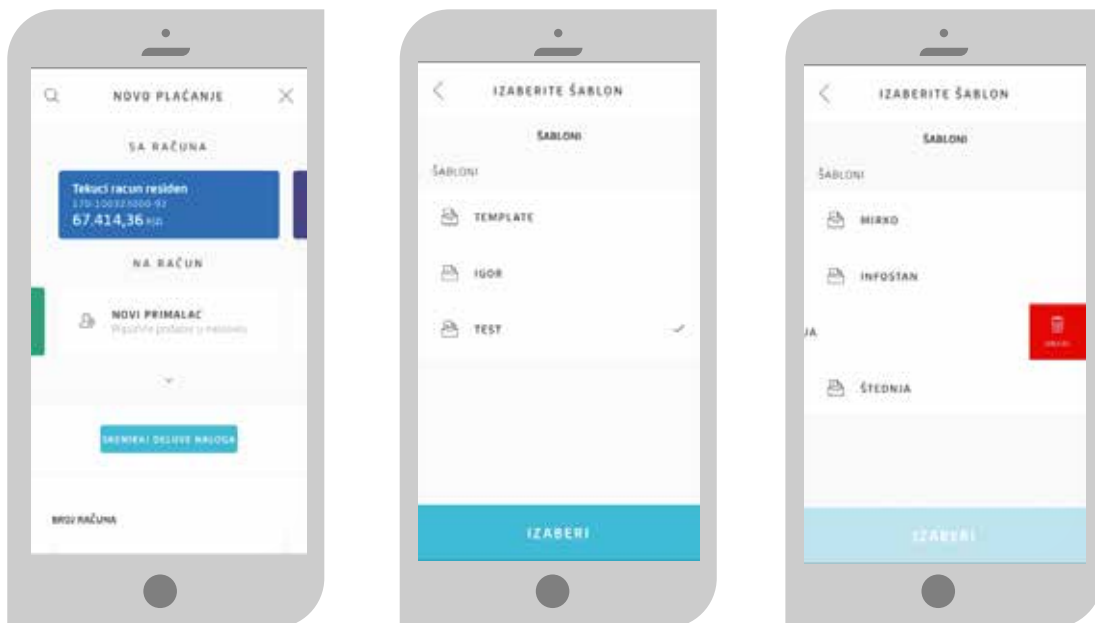 NOVO PLAĆANJE
SA RAČUNA
Tekuci racun residen
67.414,36
NA RAČUN
NOVI PRIMALAC
SKENIRAJ DELOVE NALOGA
BROJ RAČUNA
IZABERITE ŠABLON
ŠABLONI
ŠABLONI
TEMPLATE
IGOR
TEST
IZABERI
IZABERITE ŠABLON
ŠABLONI
ŠABLONI
MIRKO
INFOSTAN
JA
ŠTEDNJA
IZABERI